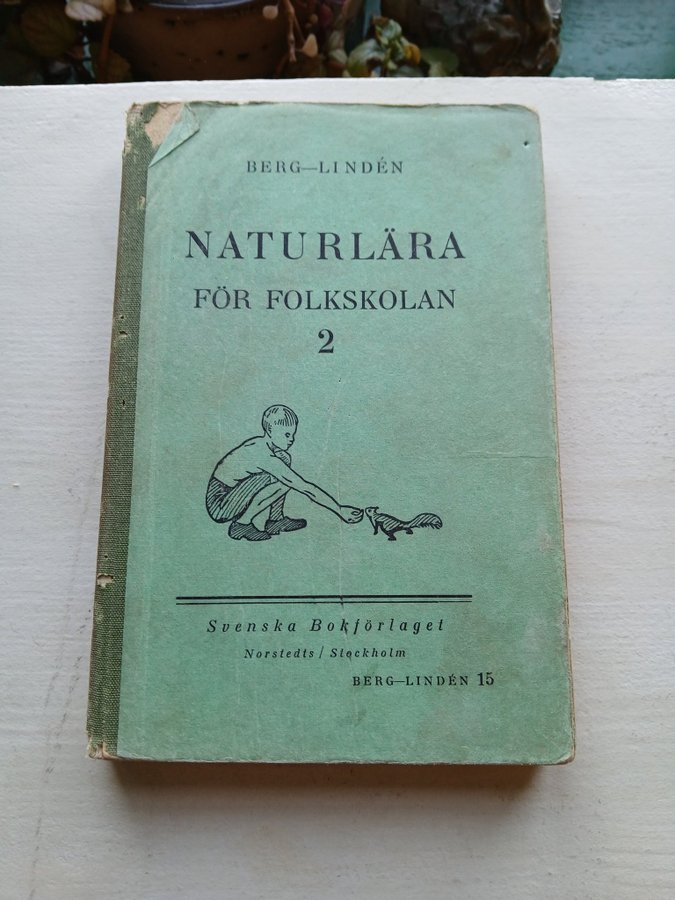 BERG—LINDÉN
NATURLÄRA
FÖR FOLKSKOLAN
2
Svenska Bokförlaget
Norstedts / Stockholm
BERG—LINDÉN 15